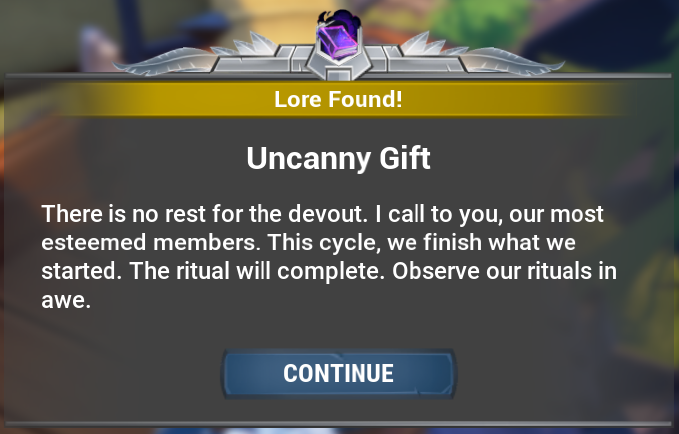 Lore Found!
Uncanny Gift
There is no rest for the devout. I call to you, our most
esteemed members. This cycle, we finish what we
started. The ritual will complete. Observe our rituals in
awe.
CONTINUE